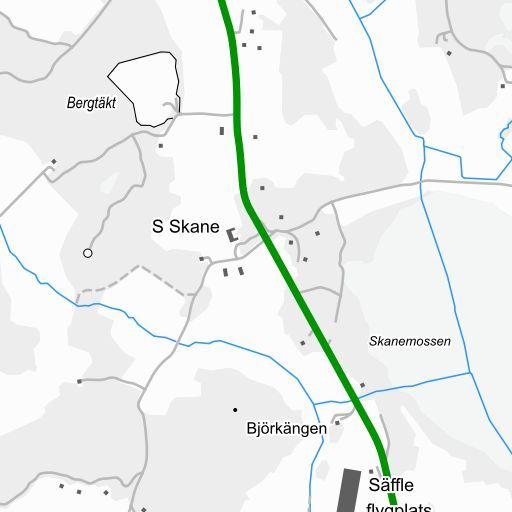 Bergtäkt
S Skane
Skanemossen
Björkängen
Säffle
flygplats